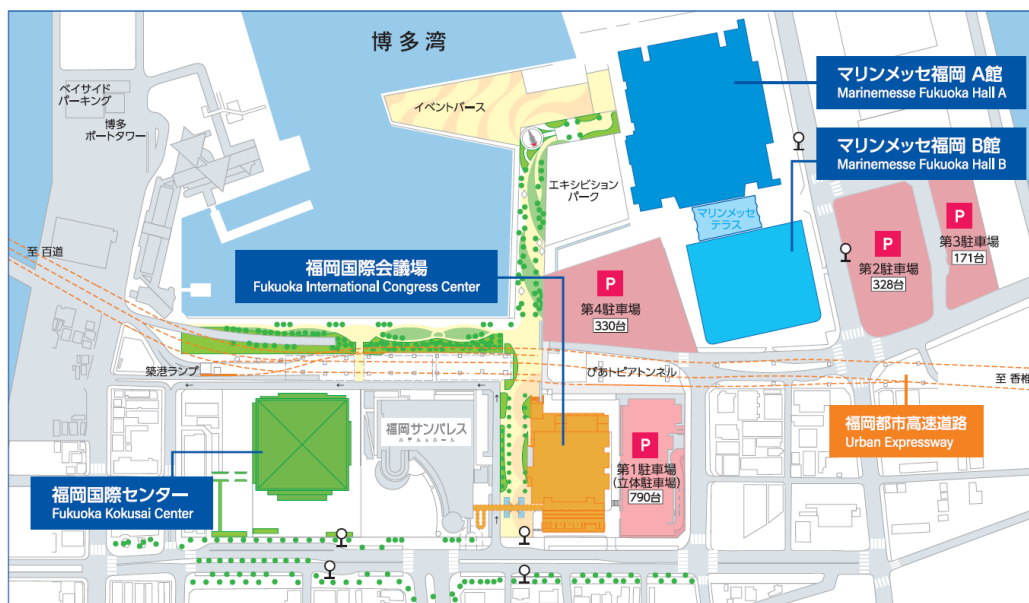 博多湾
マリンメッセ福岡 A館
Marinemesse Fukuoka Hall A
ベイサイド
パーキング
イベントバース
博多
ポートタワー
マリンメッセ福岡 B館
Marinemesse Fukuoka Hall B
エキシビション
パーク
マリンメッセ
テラス
P
第3駐車場
171台
P
第2駐車場
328台
至 百道
福岡国際会議場
Fukuoka International Congress Center
P
第4駐車場
330台
築港ランプ
ぴあトピアトンネル
至 香椎
福岡都市高速道路
Urban Expressway
福岡サンパレス
ホテル&ホール
P
第1駐車場
(立体駐車場)
790台
福岡国際センター
Fukuoka Kokusai Center